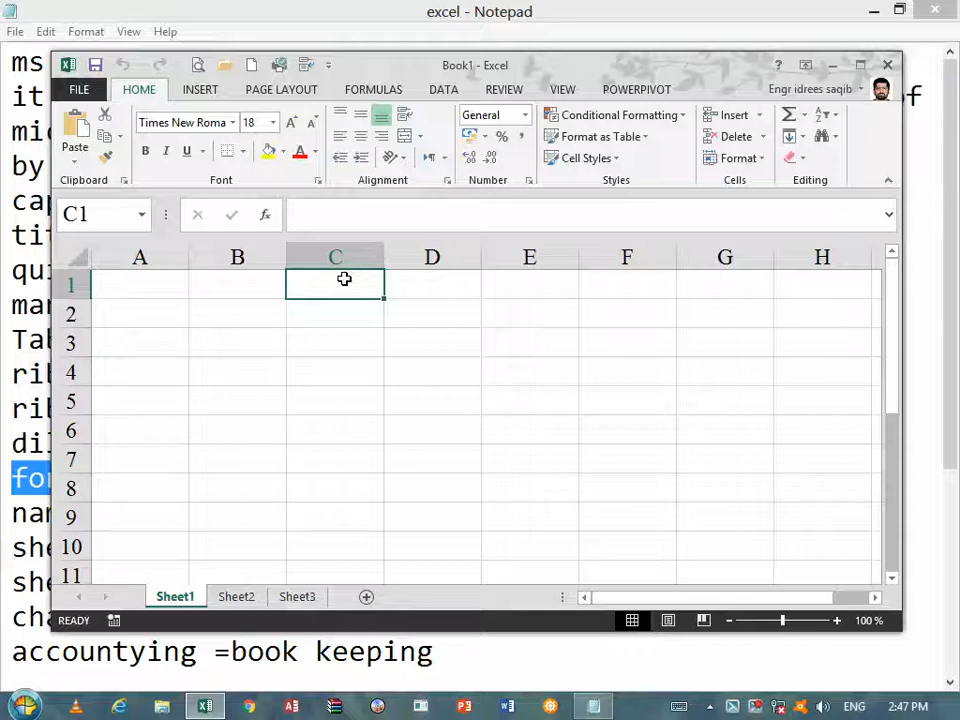 excel - Notepad
File Edit Format View Help
ms
it
of
mic
by
cap
tit
qui
mar
Tab
rib
rib
dil
for
nam
she
she
cha
accountying =book keeping
Book1 - Excel
FILE HOME INSERT PAGE LAYOUT FORMULAS DATA REVIEW VIEW POWERPIVOT Engr idrees saqib
Paste
Times New Roma 18
B I U A
General
%
Conditional Formatting
Format as Table
Cell Styles
Insert
Delete
Format
Clipboard Font Alignment Number Styles Cells Editing
C1 fx
A B C D E F G H
1
2
3
4
5
6
7
8
9
10
11
Sheet1 Sheet2 Sheet3
READY 100 %
ENG 2:47 PM